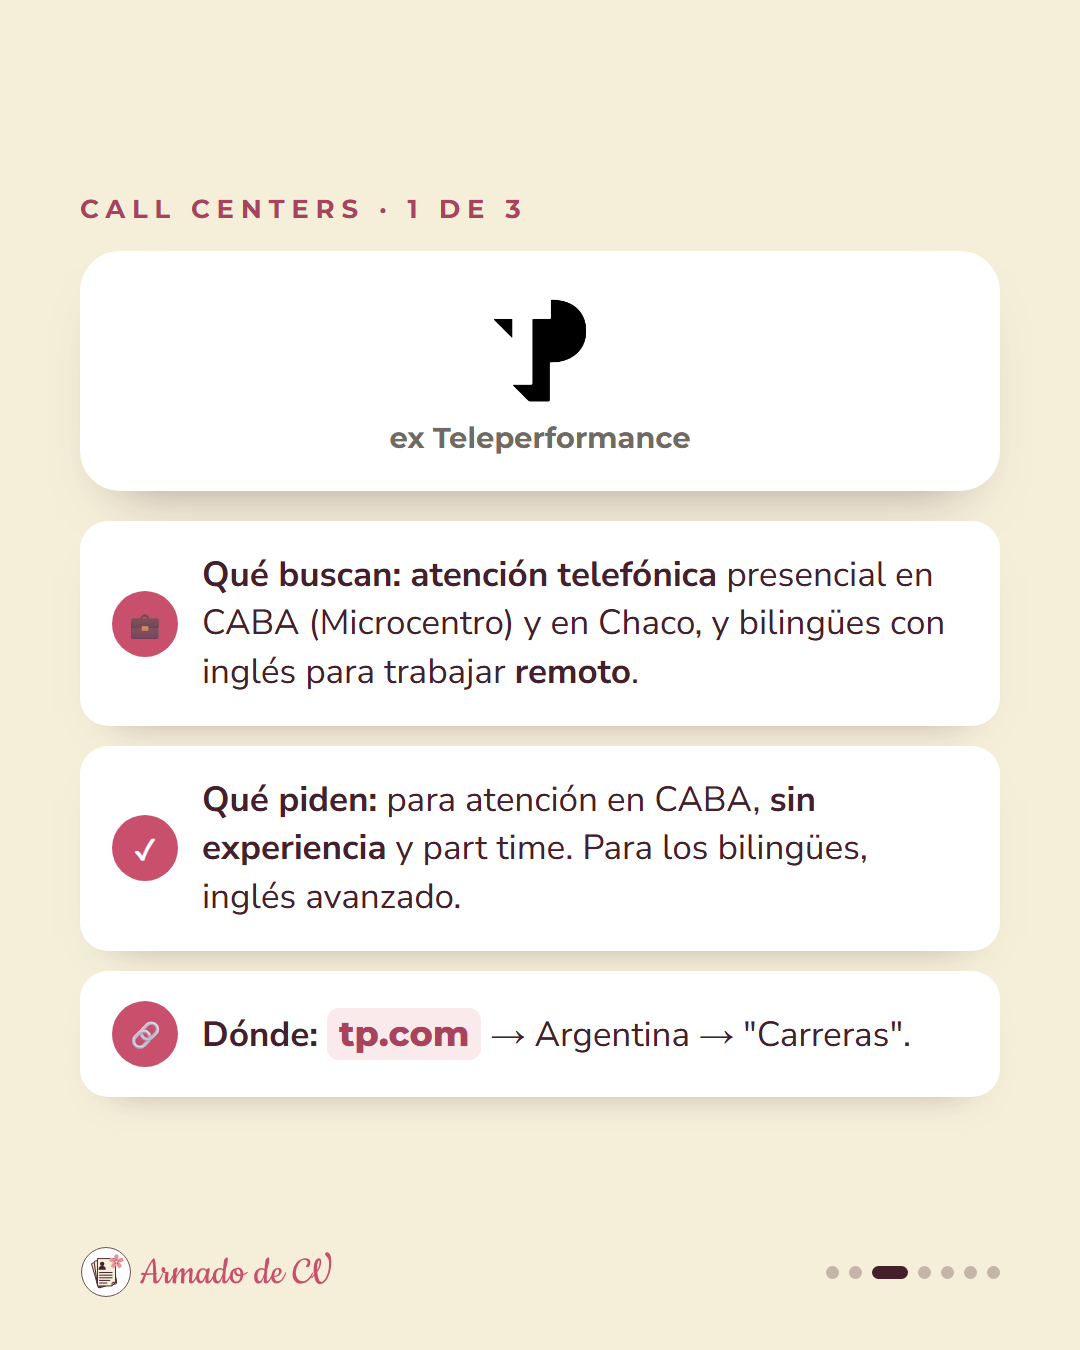 CALL CENTERS · 1 DE 3
TP
ex Teleperformance
Qué buscan: atención telefónica presencial en
CABA (Microcentro) y en Chaco, y bilingües con
inglés para trabajar remoto.
Qué piden: para atención en CABA, sin
experiencia y part time. Para los bilingües,
inglés avanzado.
Dónde: tp.com → Argentina → "Carreras".
Armado de CV